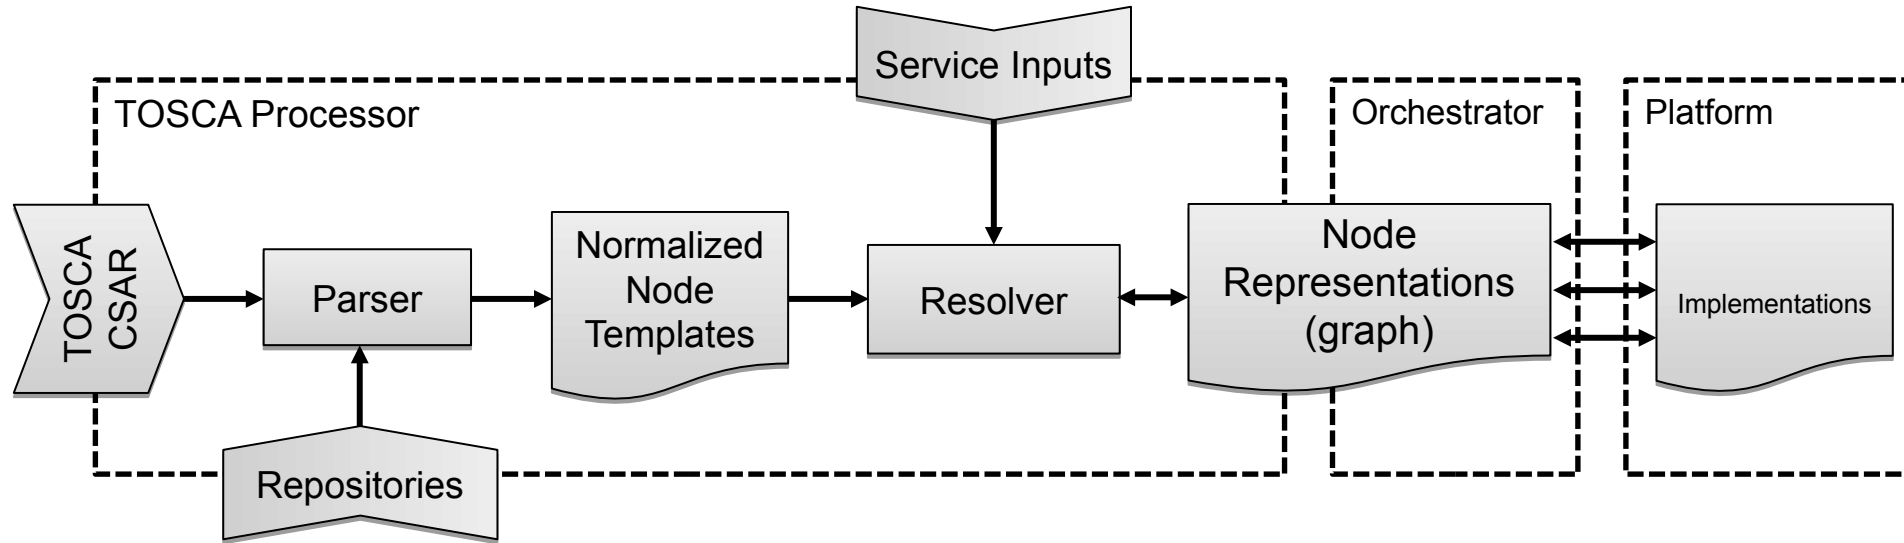 Service Inputs
TOSCA Processor
Orchestrator
Platform
TOSCA
CSAR
Parser
Normalized
Node
Templates
Resolver
Node
Representations
(graph)
Implementations
Repositories